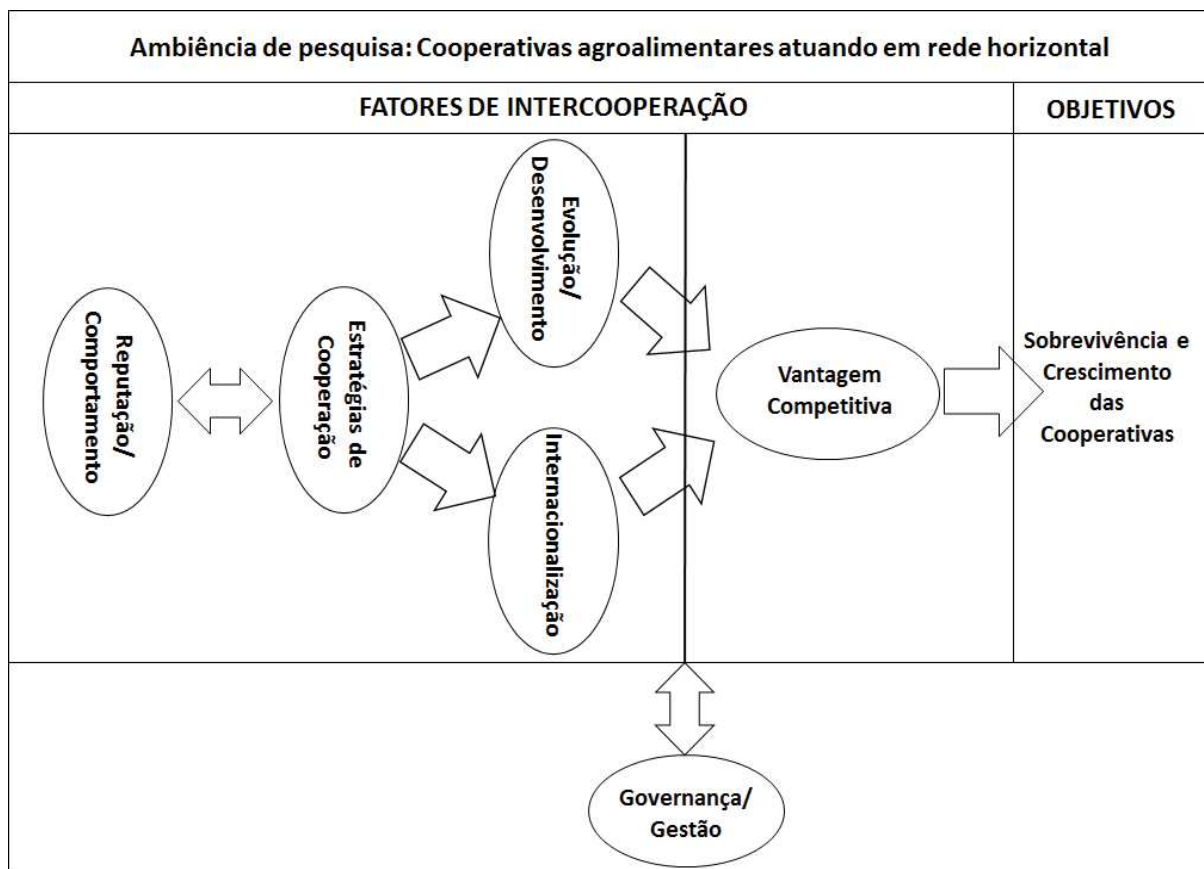 Ambiência de pesquisa: Cooperativas agroalimentares atuando em rede horizontal
FATORES DE INTERCOOPERAÇÃO
OBJETIVOS
Reputação/
Comportamento
Estratégias de
Cooperação
Evolução/
Desenvolvimento
Internacionalização
Vantagem
Competitiva
Sobrevivência e
Crescimento
das
Cooperativas
Governança/
Gestão